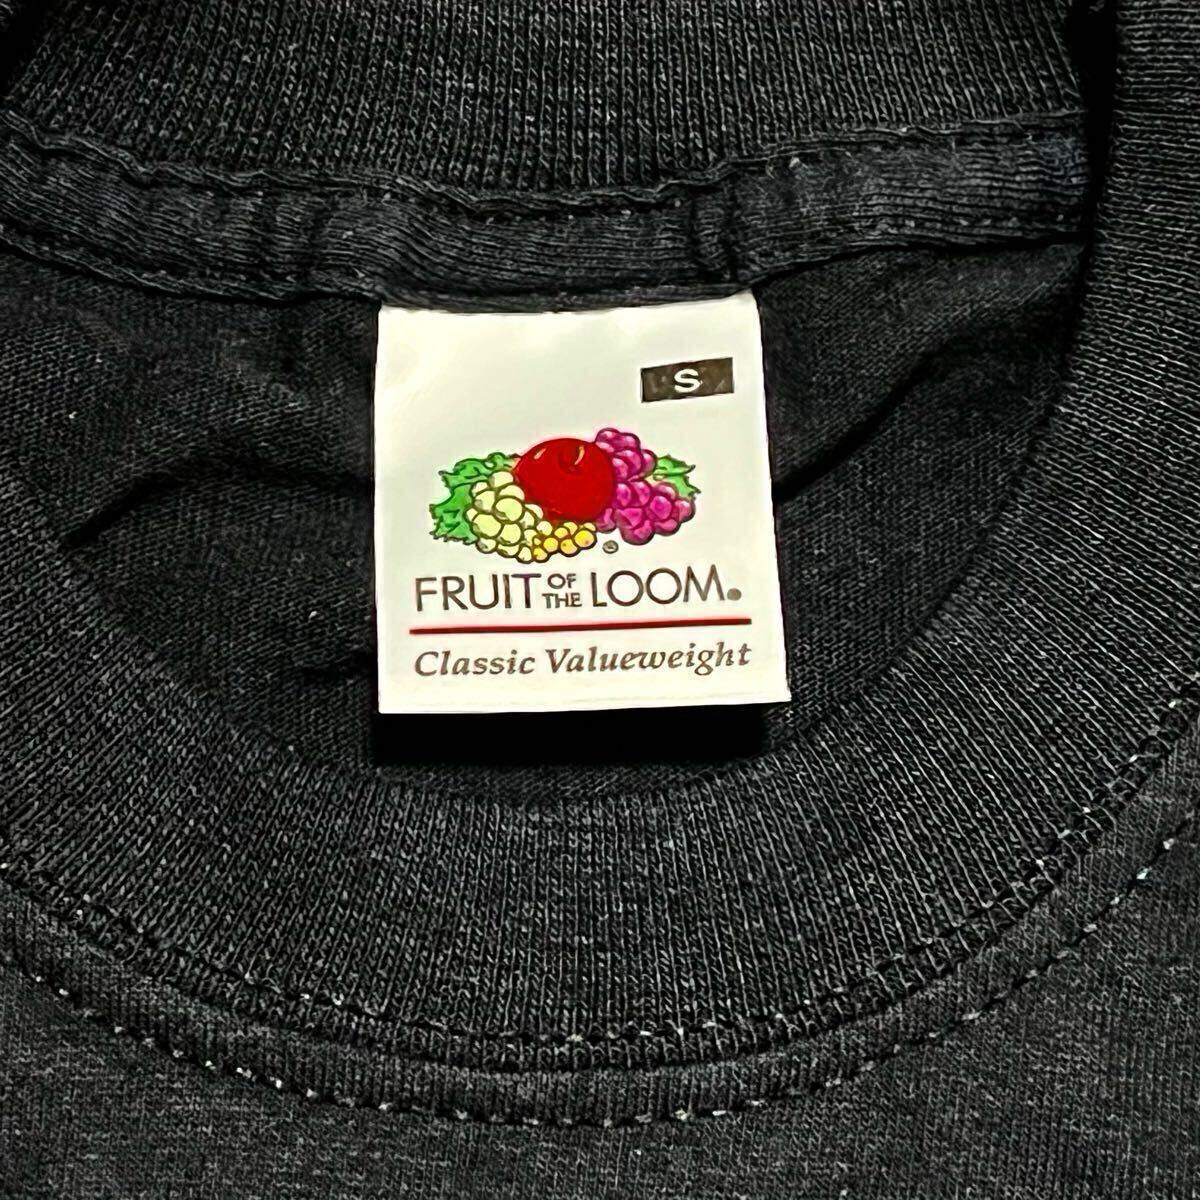 S
®
FRUIT OF THE LOOM.
Classic Valueweight